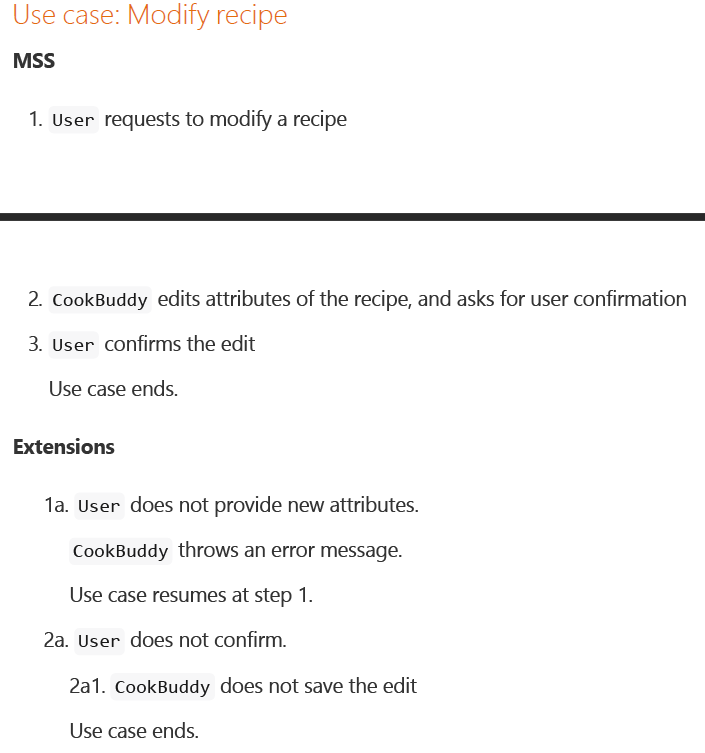 Use case: Modify recipe
MSS
1. User requests to modify a recipe
2. CookBuddy edits attributes of the recipe, and asks for user confirmation
3. User confirms the edit
Use case ends.
Extensions
1a. User does not provide new attributes.
CookBuddy throws an error message.
Use case resumes at step 1.
2a. User does not confirm.
2a1. CookBuddy does not save the edit
Use case ends.